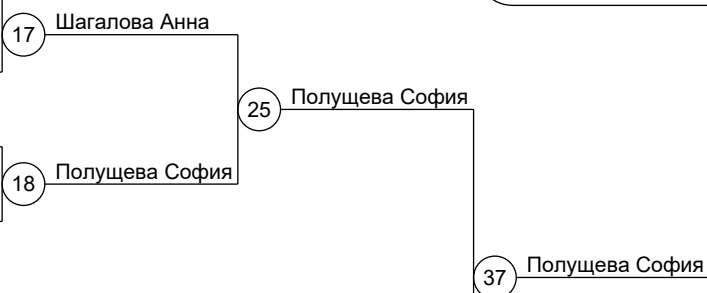 17 Шагалова Анна
25 Полущева София
18 Полущева София
37 Полущева София